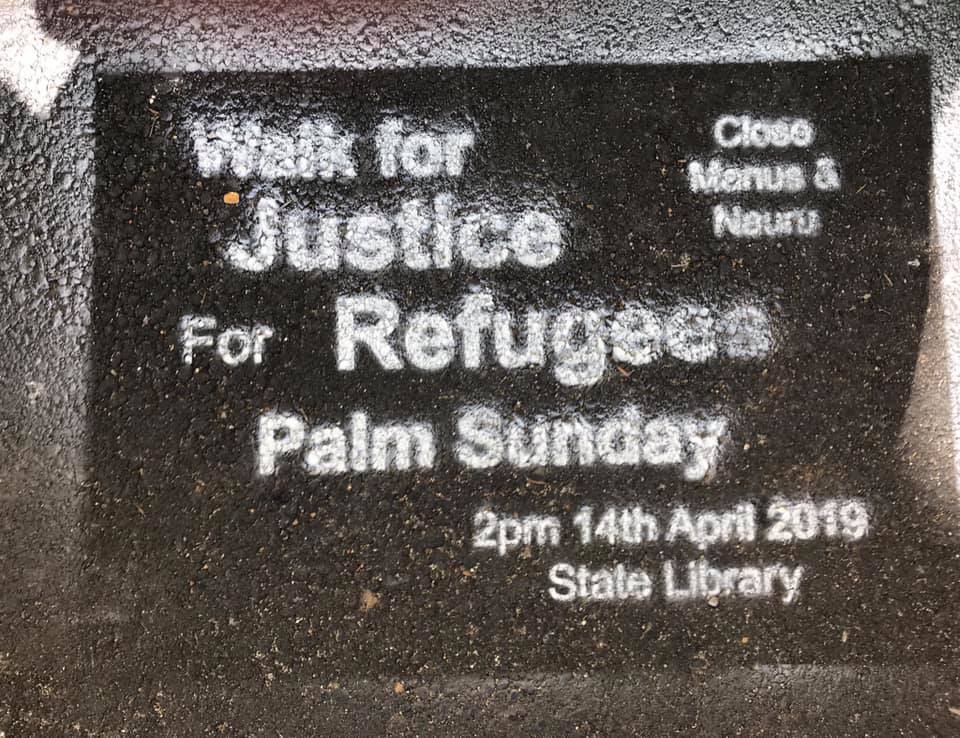 Walk for
Justice
For Refugees
Palm Sunday
2pm 14th April 2019
State Library
Close
Manus &
Nauru